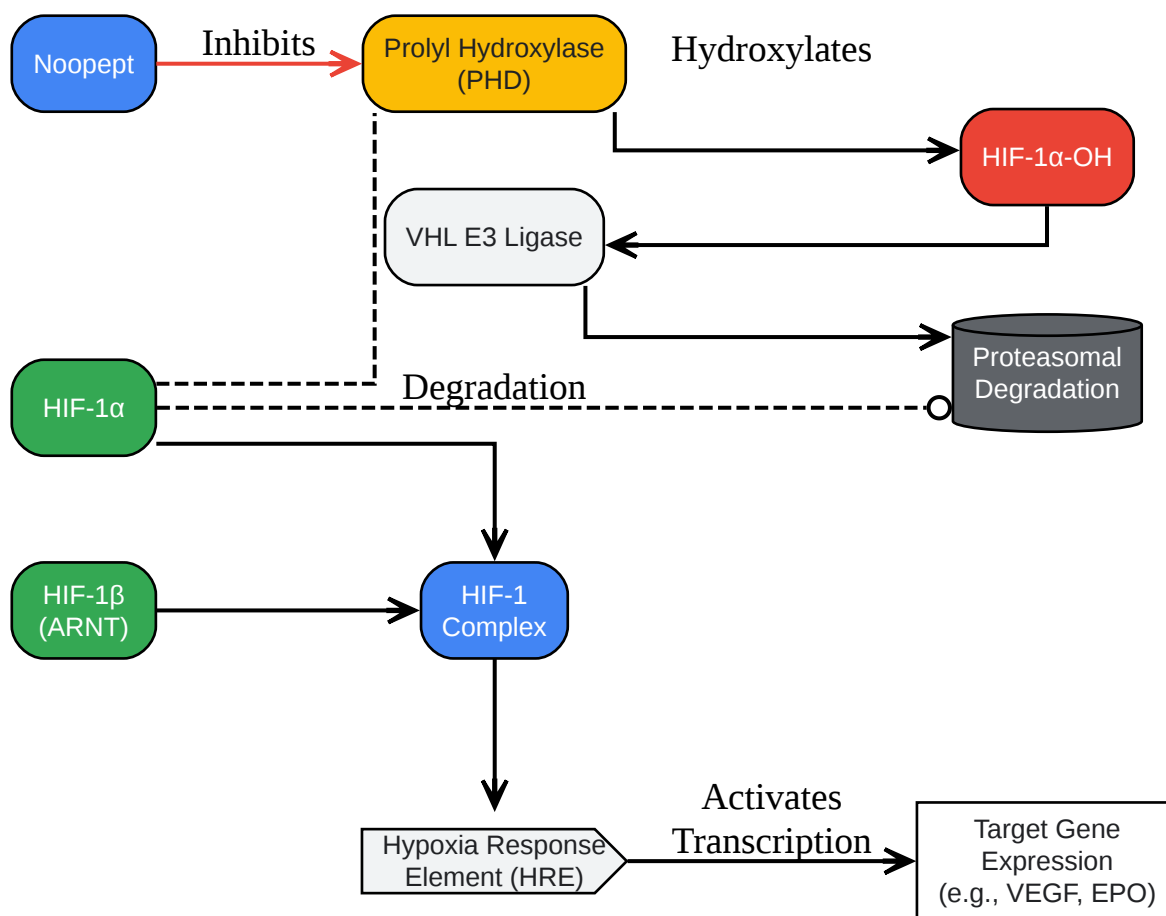 Noopept
Inhibits
Prolyl Hydroxylase
(PHD)
Hydroxylates
HIF-1α-OH
VHL E3 Ligase
Proteasomal
Degradation
HIF-1α
Degradation
HIF-1β
(ARNT)
HIF-1
Complex
Hypoxia Response
Element (HRE)
Activates
Transcription
Target Gene
Expression
(e.g., VEGF, EPO)